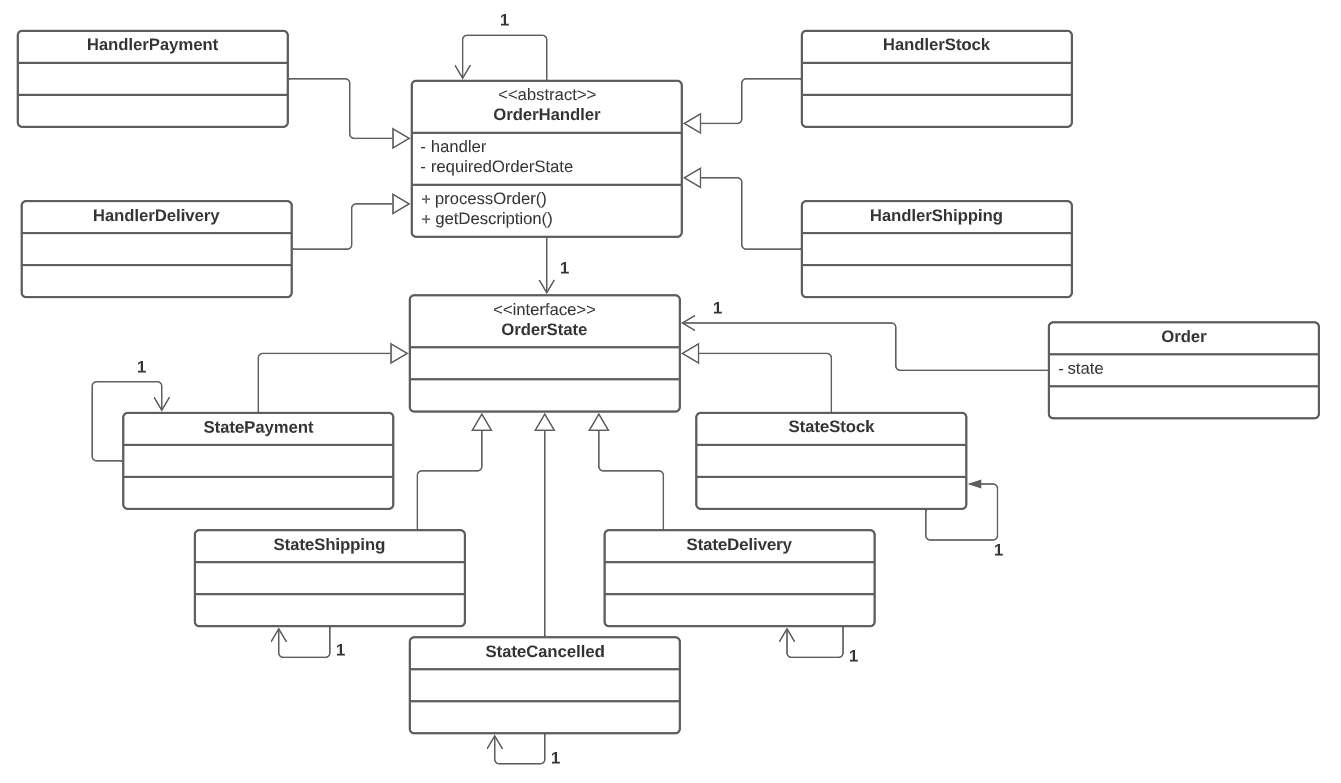 1
HandlerPayment
HandlerStock
<<abstract>>
OrderHandler
- handler
- requiredOrderState
+ processOrder()
+ getDescription()
HandlerDelivery
HandlerShipping
1
<<interface>>
OrderState
1
Order
- state
1
StatePayment
StateStock
1
StateShipping
StateDelivery
1
1
StateCancelled
1